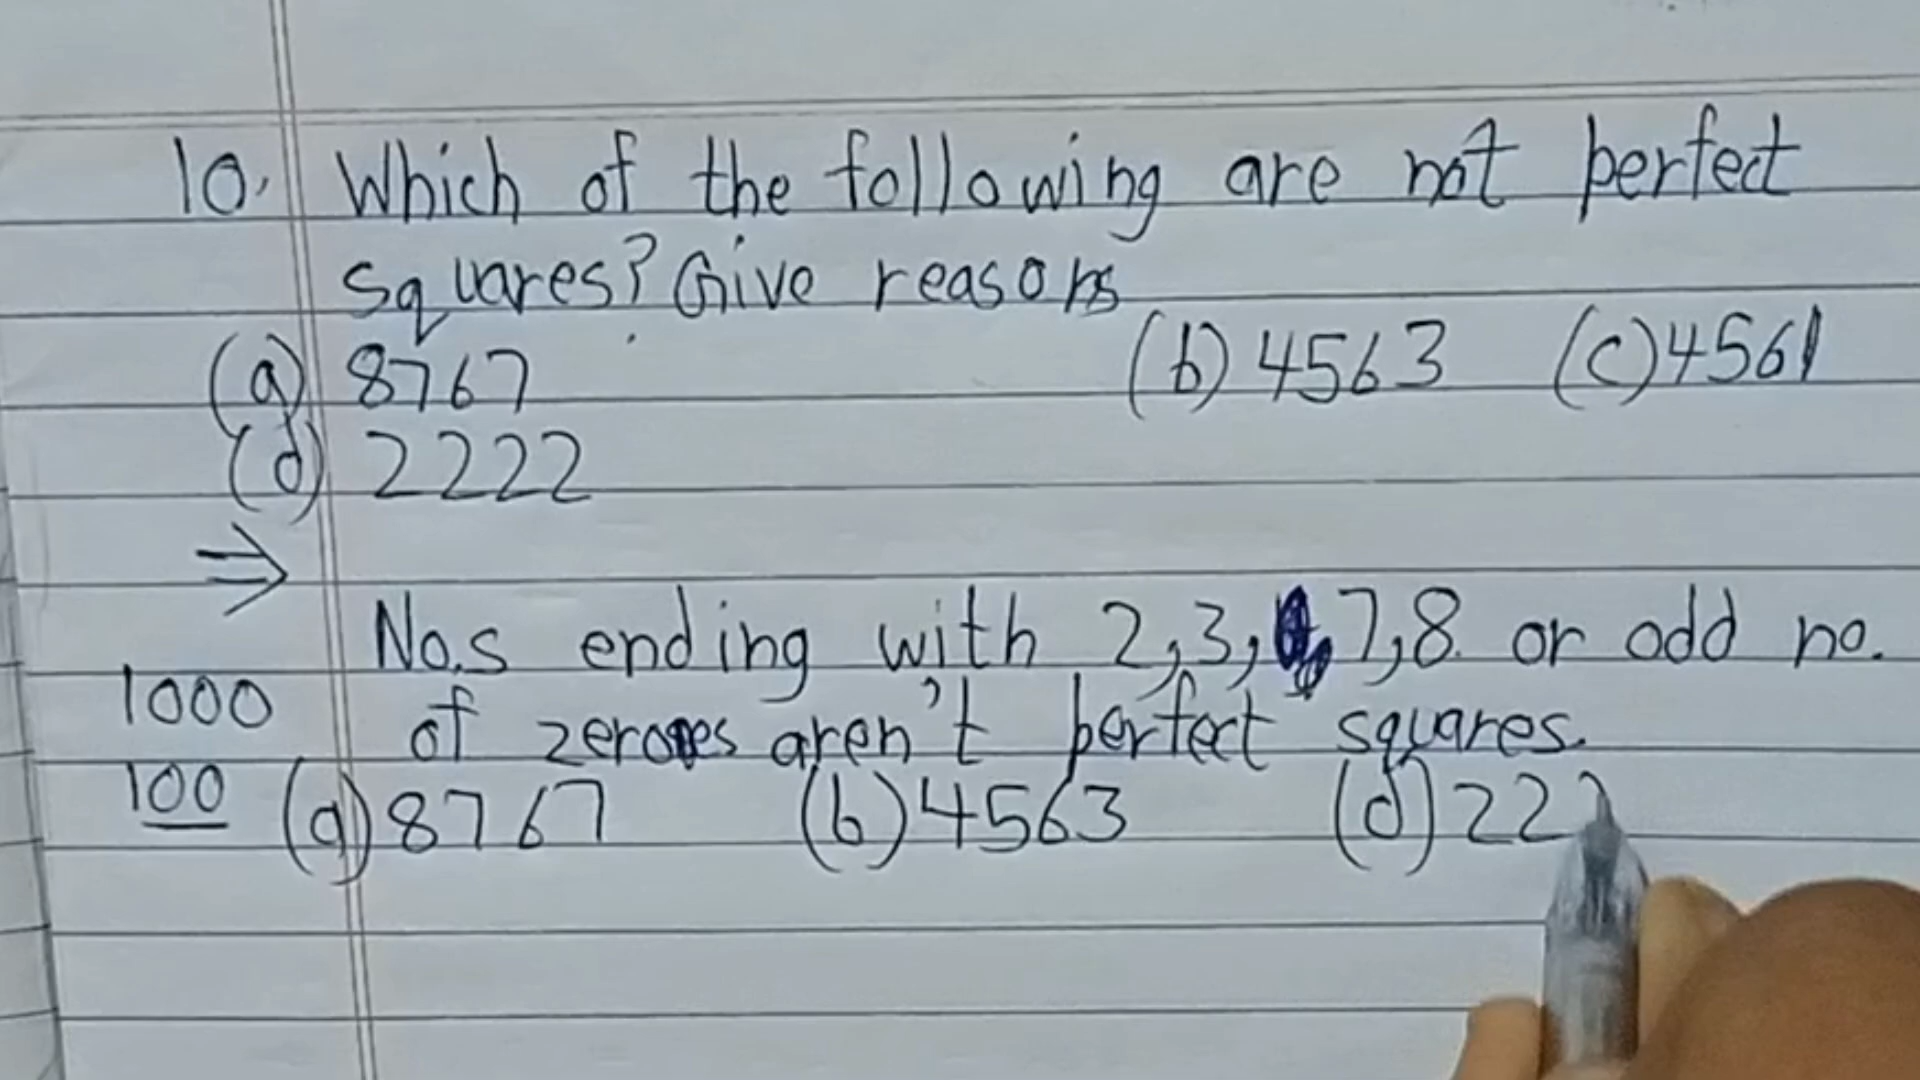 10. Which of the following are not perfect
squares? Give reasons
(a) 8767 (b) 4563 (c) 4561
(d) 2222
⇒
No.s ending with 2,3, 7,8 or odd no.
1000 of zeroes aren't perfect squares.
100 (a) 8767 (b) 4563 (d) 222